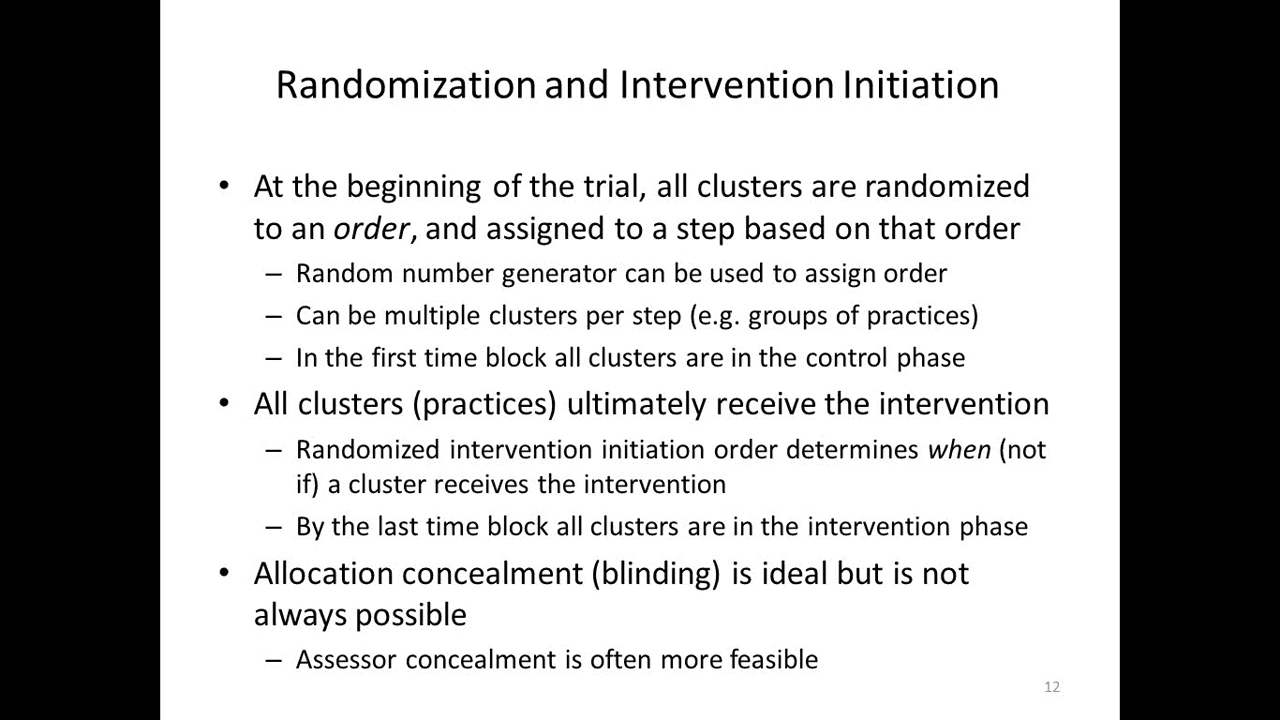 Randomization and Intervention Initiation
• At the beginning of the trial, all clusters are randomized
to an order, and assigned to a step based on that order
– Random number generator can be used to assign order
– Can be multiple clusters per step (e.g. groups of practices)
– In the first time block all clusters are in the control phase
• All clusters (practices) ultimately receive the intervention
– Randomized intervention initiation order determines when (not
if) a cluster receives the intervention
– By the last time block all clusters are in the intervention phase
• Allocation concealment (blinding) is ideal but is not
always possible
– Assessor concealment is often more feasible
12